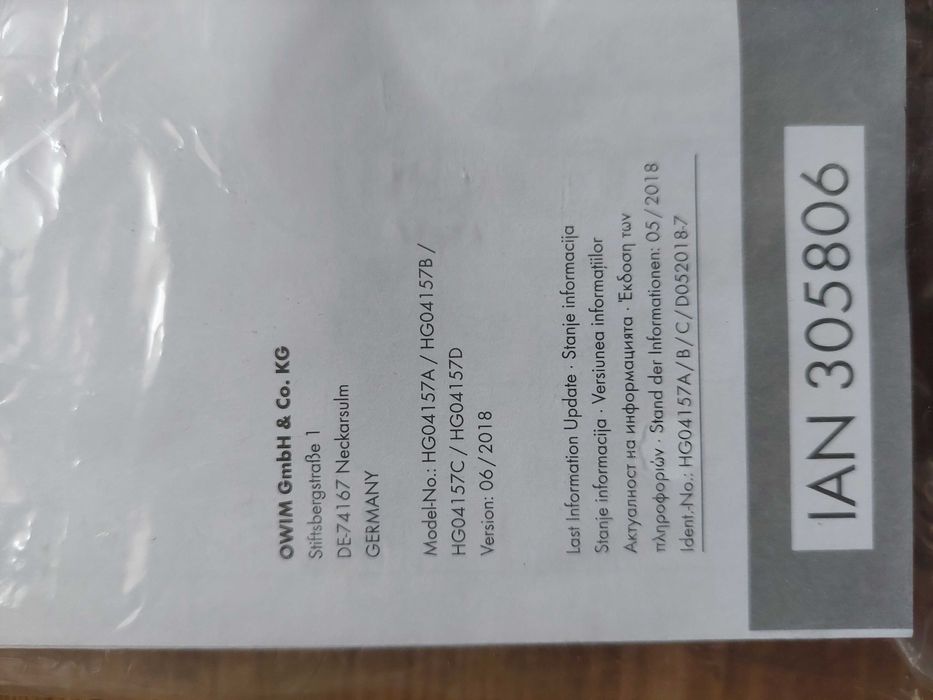 OWIM GmbH & Co. KG
Stiftsbergstraße 1
DE-74167 Neckarsulm
GERMANY
Model-No.: HG04157A / HG04157B /
HG04157C / HG04157D
Version: 06 / 2018
Last Information Update · Stanje informacija
Stanje informacija · Versiunea informațiilor
Актуалност на информацията · Έκδοση των
πληροφοριών · Stand der Informationen: 05 / 2018
Ident.-No.: HG04157A / B / C / D052018-7
IAN 305806